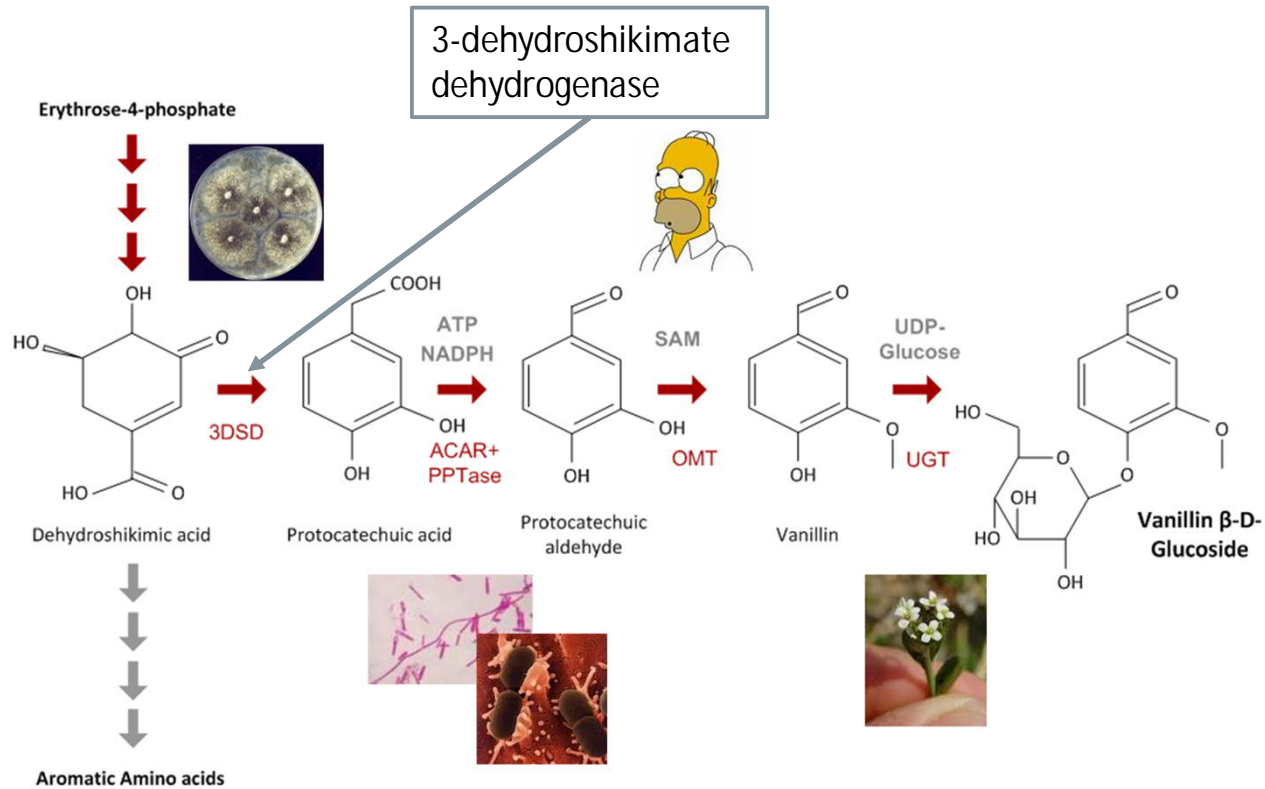 3-dehydroshikimate
dehydrogenase
Erythrose-4-phosphate
OH
HO
O
HO
O
3DSD
Dehydroshikimic acid
Aromatic Amino acids
COOH
OH
OH
Protocatechuic acid
ATP
NADPH
ACAR+
PPTase
O
OH
OH
Protocatechuic
aldehyde
SAM
OMT
O
O
OH
Vanillin
UDP-
Glucose
UGT
O
O
O
HO
O
OH
HO
OH
Vanillin β-D-
Glucoside